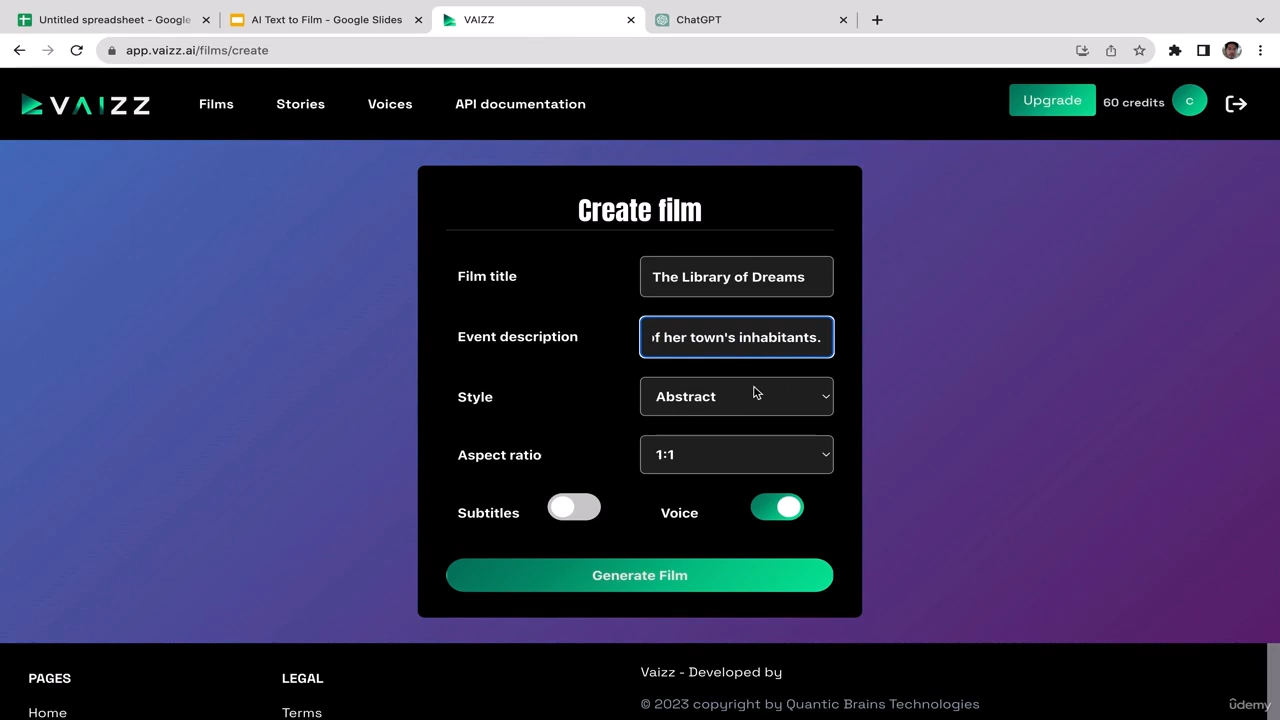 Untitled spreadsheet - Google
AI Text to Film - Google Slides
VAIZZ
ChatGPT
app.vaizz.ai/films/create
VAIZZ
Films
Stories
Voices
API documentation
Upgrade
60 credits
C
Create film
Film title
The Library of Dreams
Event description
of her town's inhabitants.
Style
Abstract
Aspect ratio
1:1
Subtitles
Voice
Generate Film
PAGES
Home
LEGAL
Terms
Vaizz - Developed by
© 2023 copyright by Quantic Brains Technologies
ûdemy